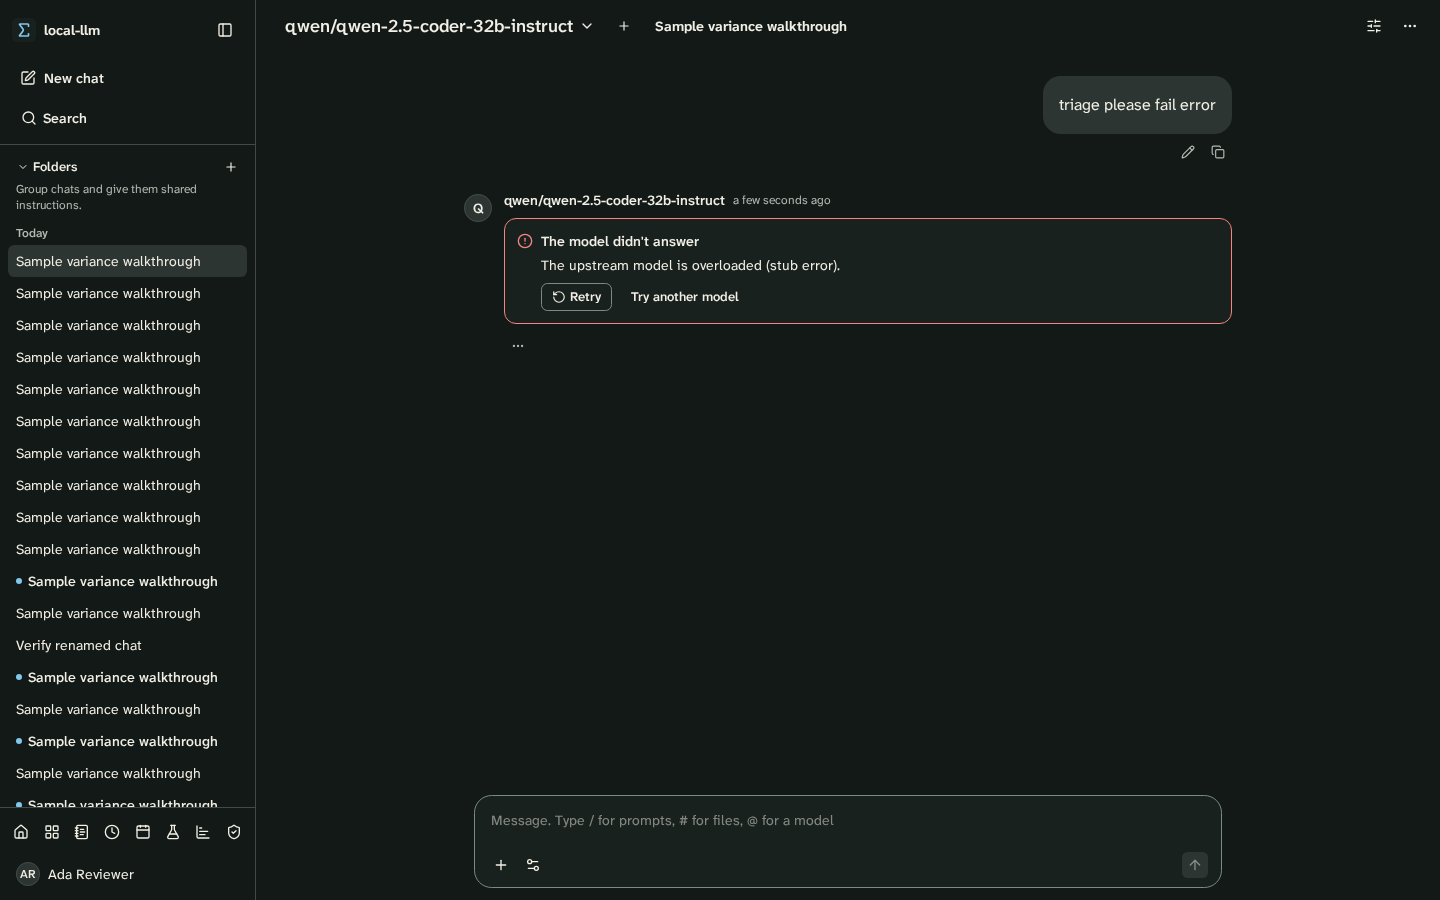 local-llm
New chat
Search
Folders
Group chats and give them shared
instructions.
Today
Sample variance walkthrough
Sample variance walkthrough
Sample variance walkthrough
Sample variance walkthrough
Sample variance walkthrough
Sample variance walkthrough
Sample variance walkthrough
Sample variance walkthrough
Sample variance walkthrough
Sample variance walkthrough
Sample variance walkthrough
Sample variance walkthrough
Verify renamed chat
Sample variance walkthrough
Sample variance walkthrough
Sample variance walkthrough
Sample variance walkthrough
Sample variance walkthrough
AR Ada Reviewer
qwen/qwen-2.5-coder-32b-instruct
Sample variance walkthrough
triage please fail error
Q
qwen/qwen-2.5-coder-32b-instruct a few seconds ago
The model didn't answer
The upstream model is overloaded (stub error).
Retry Try another model
Message. Type / for prompts, # for files, @ for a model